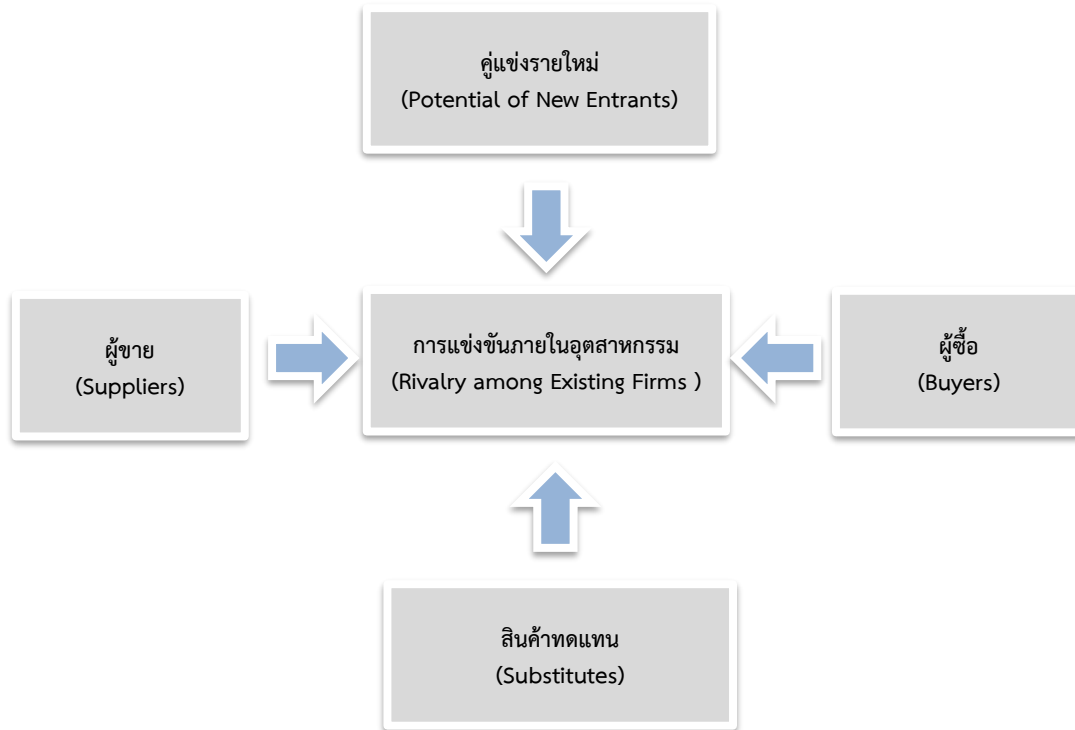 คู่แข่งรายใหม่
(Potential of New Entrants)
ผู้ขาย
(Suppliers)
การแข่งขันภายในอุตสาหกรรม
(Rivalry among Existing Firms )
ผู้ซื้อ
(Buyers)
สินค้าทดแทน
(Substitutes)